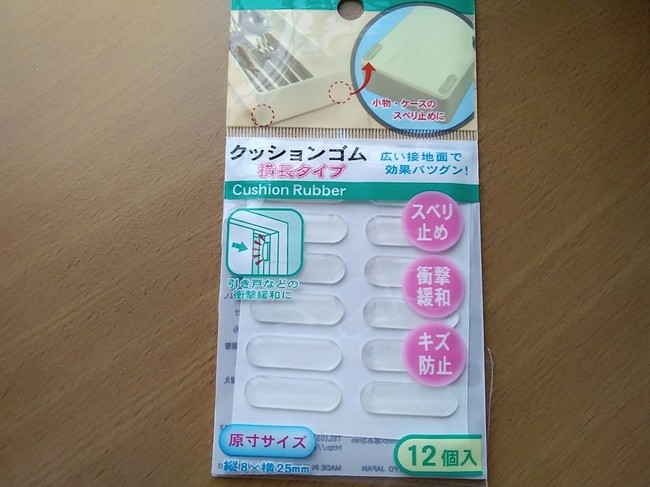 小物・ケースの
スベリ止めに
クッションゴム
横長タイプ
広い接地面で
効果バツグン!
Cushion Rubber
スベリ
止め
引き戸などの
衝撃緩和に
衝撃
緩和
キズ
防止
原寸サイズ
縦8×横25mm
12個入